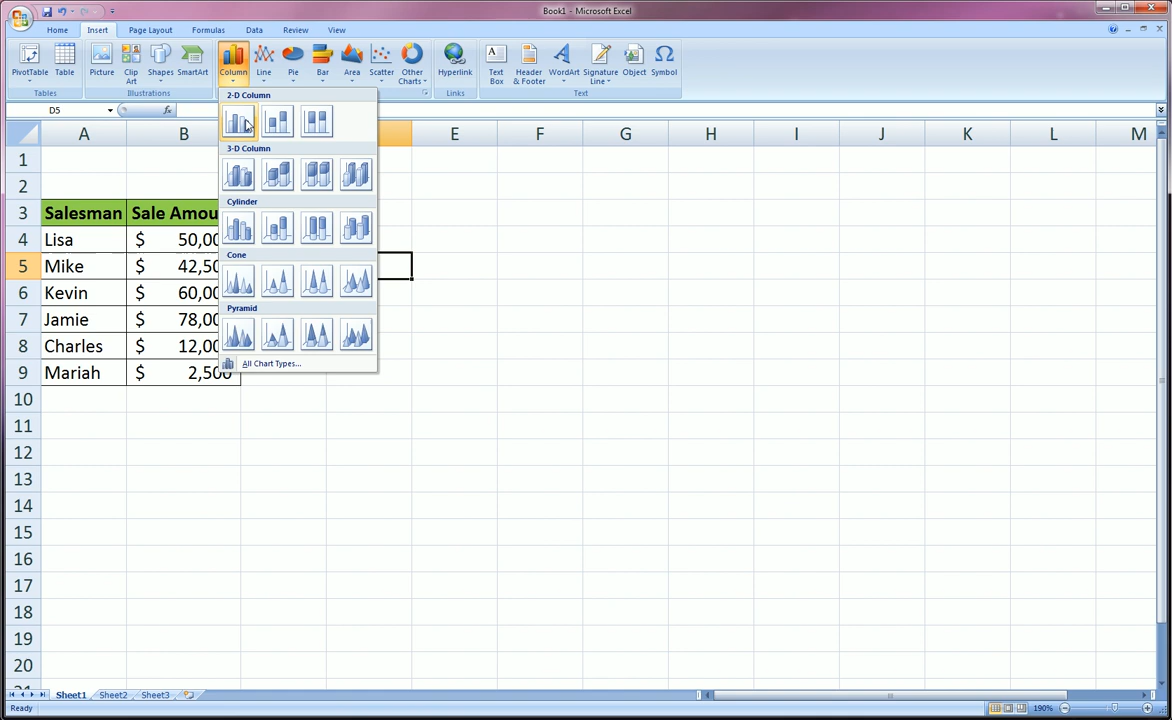 Book1 - Microsoft Excel
Home Insert Page Layout Formulas Data Review View
PivotTable Table Picture Clip Art Shapes SmartArt Column Line Pie Bar Area Scatter Other Charts Hyperlink Text Box Header & Footer WordArt Signature Line Object Symbol
Tables Illustrations Links Text
D5 fx
2-D Column
3-D Column
Cylinder
Cone
Pyramid
All Chart Types...
A B E F G H I J K L M
1
2
3 Salesman Sale Amou
4 Lisa $ 50,00
5 Mike $ 42,50
6 Kevin $ 60,00
7 Jamie $ 78,00
8 Charles $ 12,00
9 Mariah $ 2,500
10
11
12
13
14
15
16
17
18
19
20
Sheet1 Sheet2 Sheet3
Ready 190%